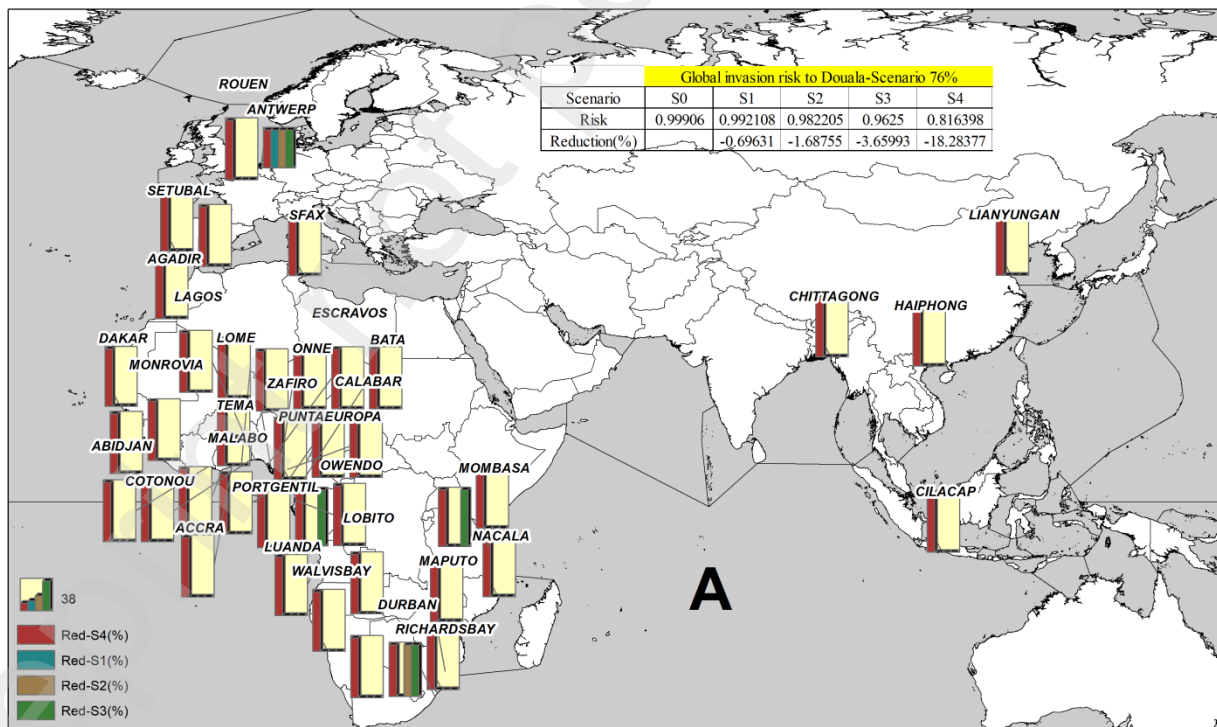 ROUEN
ANTWERP
Global invasion risk to Douala-Scenario 76%
Scenario S0 S1 S2 S3 S4
Risk 0.99906 0.992108 0.982205 0.9625 0.816398
Reduction(%) -0.69631 -1.68755 -3.65993 -18.28377
SETUBAL
SFAX
LIANYUNGAN
AGADIR
LAGOS
ESCRAVOS
CHITTAGONG
HAIPHONG
DAKAR
LOME
ONNE
BATA
MONROVIA
ZAFIRO
CALABAR
TEMA
PUNTAEUROPA
ABIDJAN
MALABO
OWENDO
MOMBASA
COTONOU
PORTGENTIL
CILACAP
ACCRA
LOBITO
NACALA
LUANDA
WALVISBAY
MAPUTO
A
DURBAN
RICHARDSBAY
38
Red-S4(%)
Red-S1(%)
Red-S2(%)
Red-S3(%)